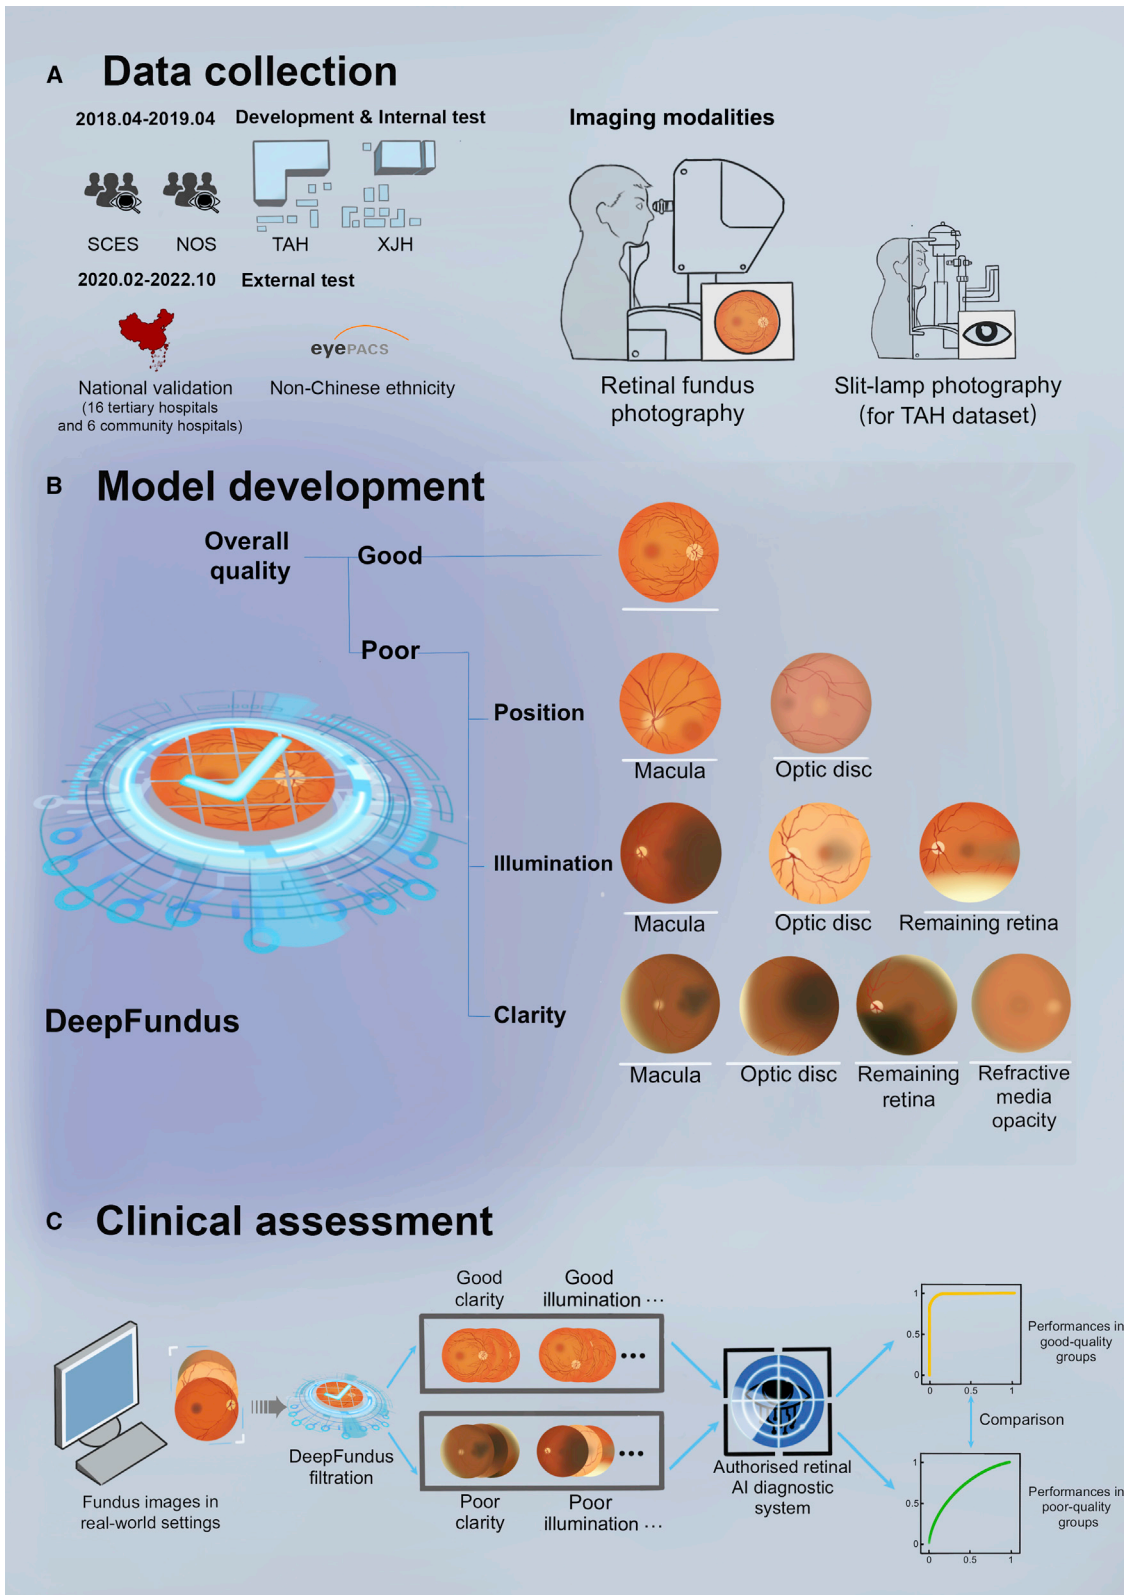 A Data collection
2018.04-2019.04 Development & Internal test
SCES NOS TAH XJH
2020.02-2022.10 External test
eyePACS
National validation
(16 tertiary hospitals
and 6 community hospitals)
Non-Chinese ethnicity
Imaging modalities
Retinal fundus
photography
Slit-lamp photography
(for TAH dataset)
B Model development
Overall
quality
Good
Poor
Position
Macula Optic disc
Illumination
Macula Optic disc Remaining retina
Clarity
Macula Optic disc Remaining
retina
Refractive
media
opacity
DeepFundus
C Clinical assessment
Fundus images in
real-world settings
DeepFundus
filtration
Good
clarity
Good
illumination ...
...
...
Poor
clarity
Poor
illumination ...
Authorised retinal
AI diagnostic
system
1
0.5
0
0 0.5 1
Performances in
good-quality
groups
Comparison
1
0.5
0
0 0.5 1
Performances in
poor-quality
groups